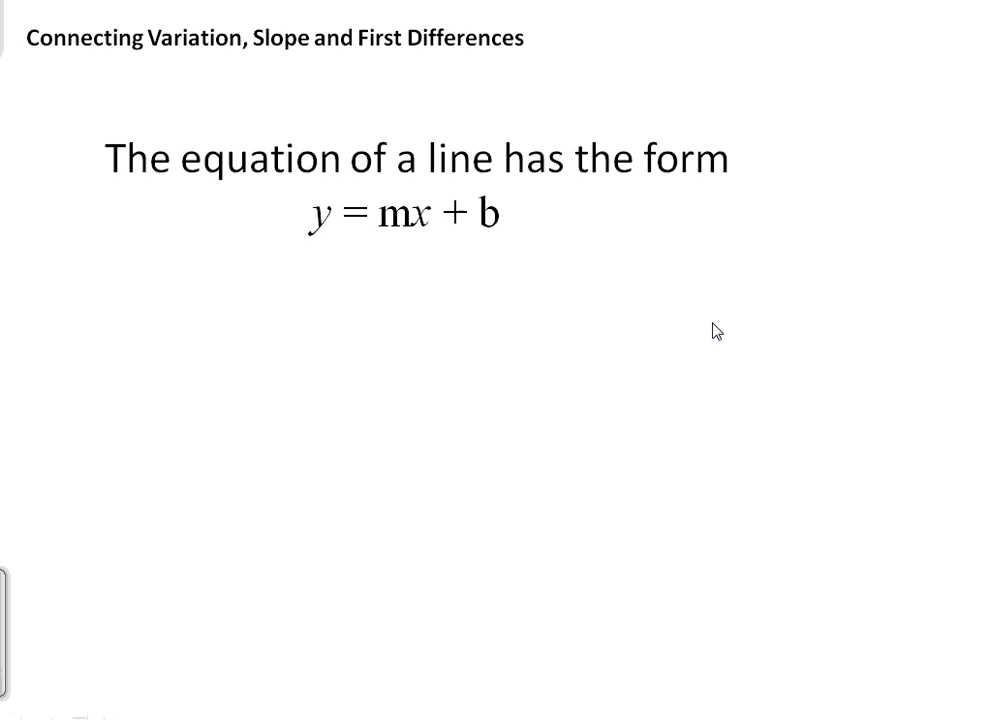 Connecting Variation, Slope and First Differences
The equation of a line has the form
y = mx + b